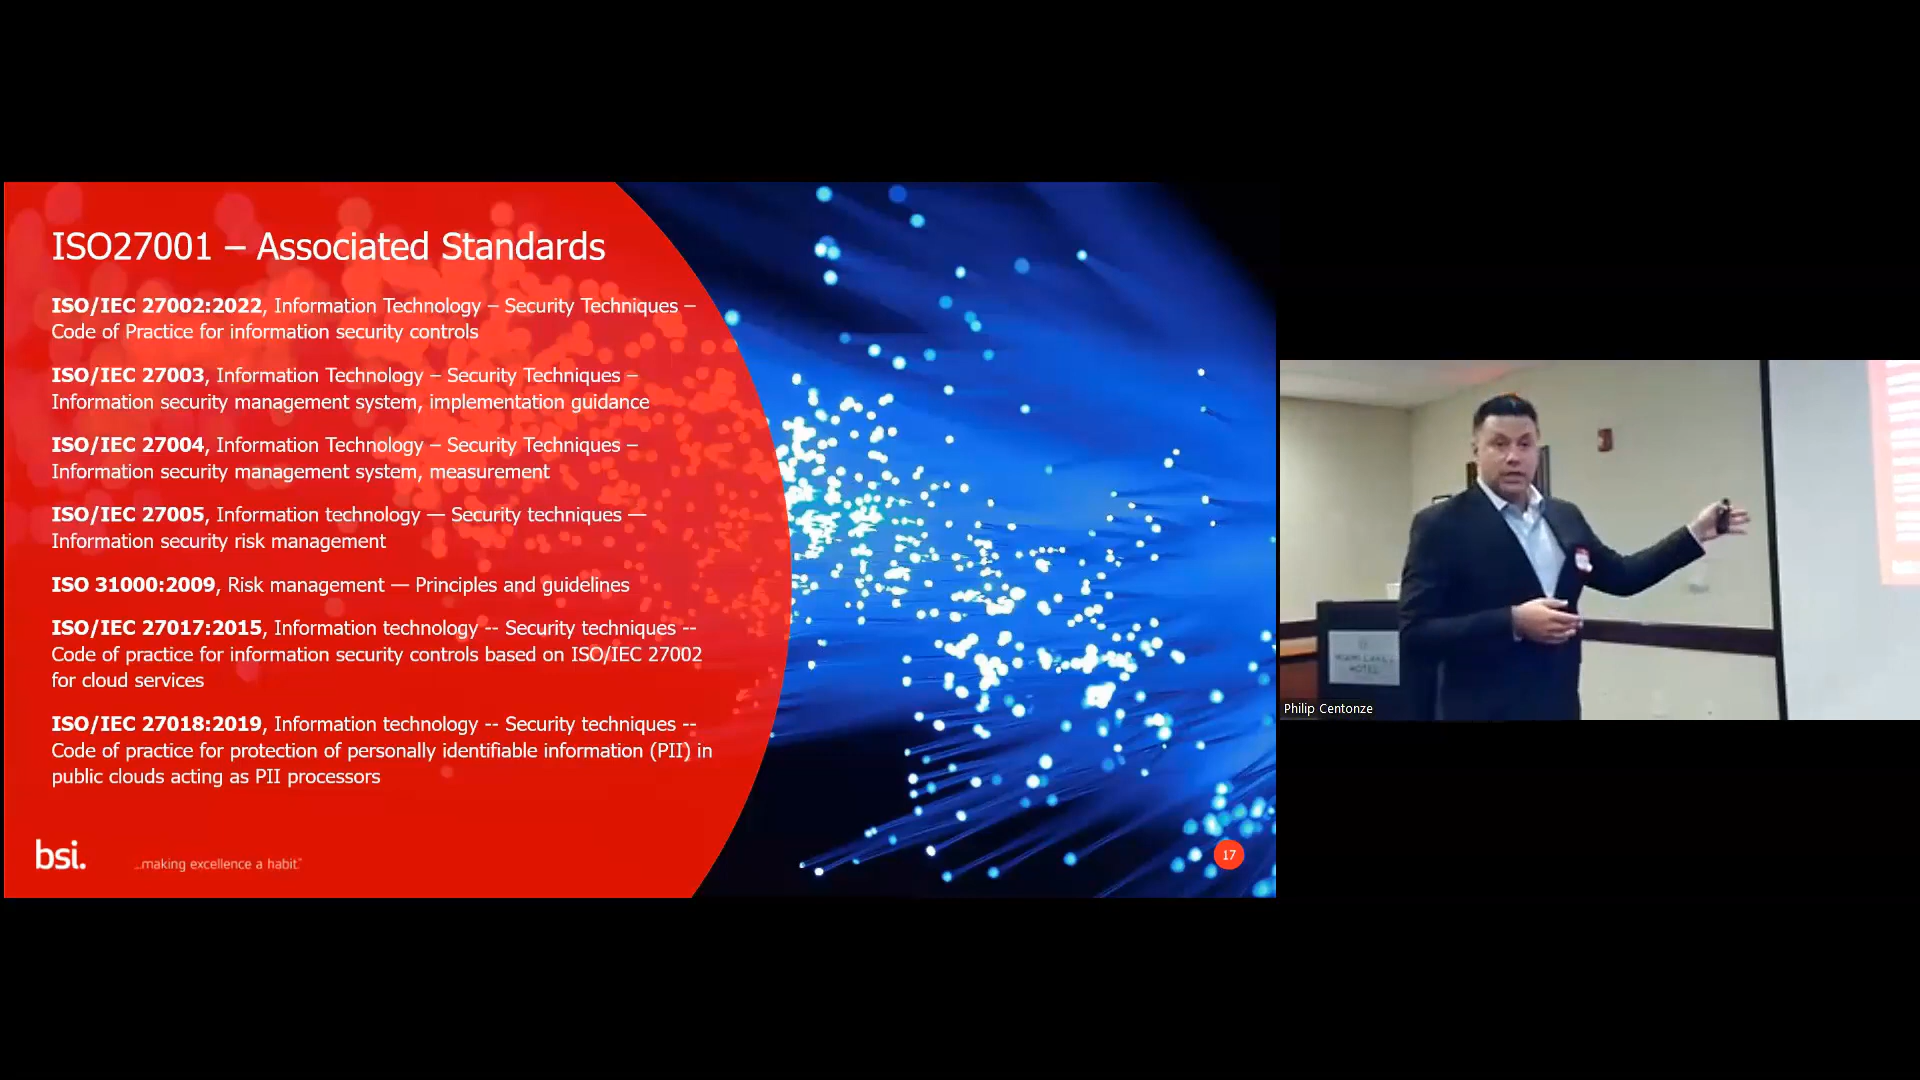 ISO27001 – Associated Standards
ISO/IEC 27002:2022, Information Technology – Security Techniques –
Code of Practice for information security controls
ISO/IEC 27003, Information Technology – Security Techniques –
Information security management system, implementation guidance
ISO/IEC 27004, Information Technology – Security Techniques –
Information security management system, measurement
ISO/IEC 27005, Information technology — Security techniques —
Information security risk management
ISO 31000:2009, Risk management — Principles and guidelines
ISO/IEC 27017:2015, Information technology -- Security techniques --
Code of practice for information security controls based on ISO/IEC 27002
for cloud services
ISO/IEC 27018:2019, Information technology -- Security techniques --
Code of practice for protection of personally identifiable information (PII) in
public clouds acting as PII processors
bsi.
...making excellence a habit.™
17
MIAMI LAKES
HOTEL
Philip Centonze